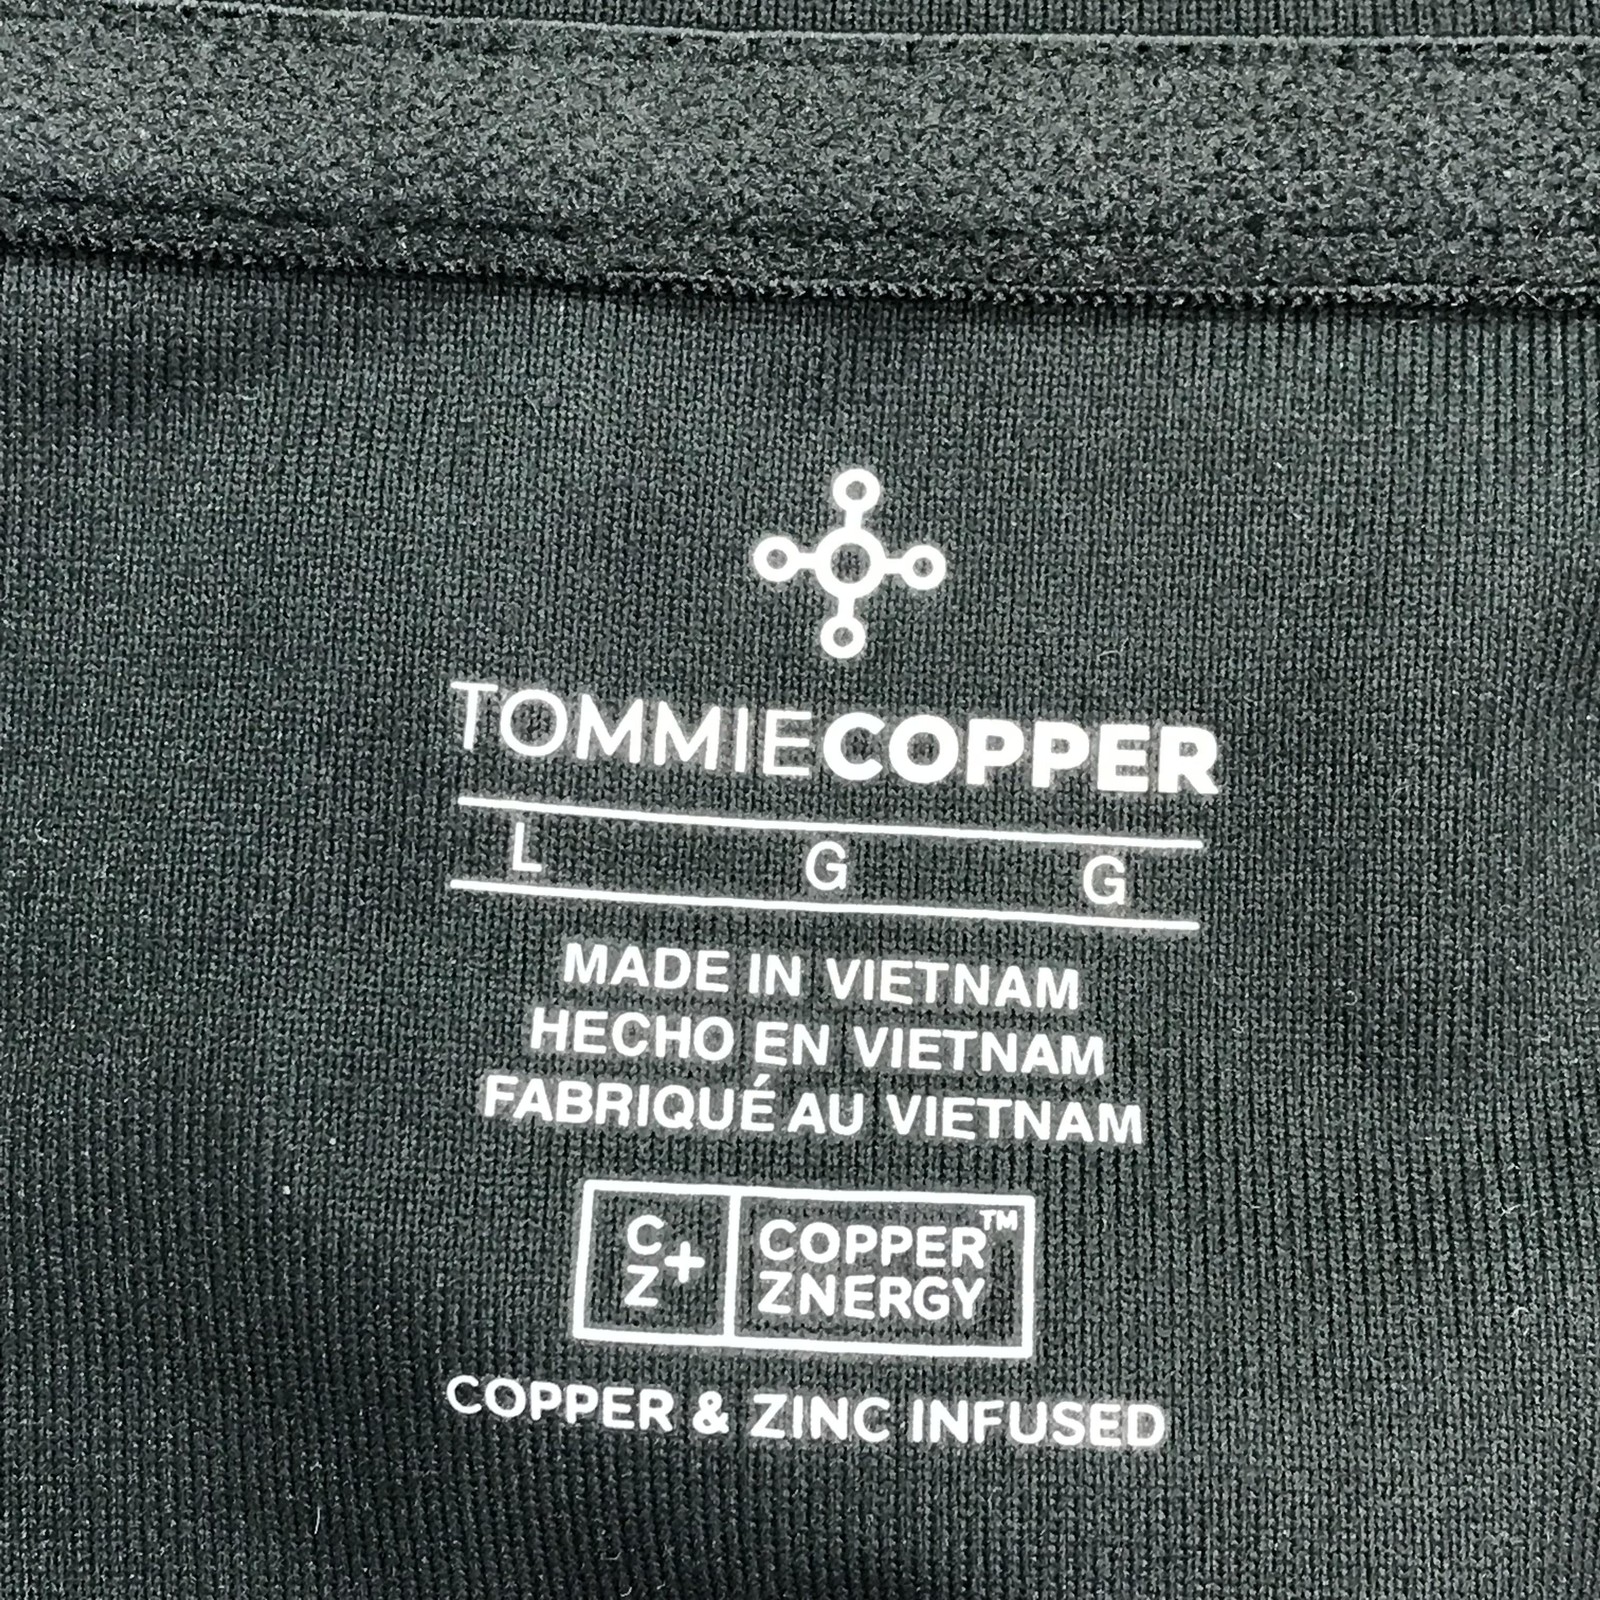 TOMMIECOPPER
L G G
MADE IN VIETNAM
HECHO EN VIETNAM
FABRIQUÉ AU VIETNAM
C+
Z
COPPER™
ZNERGY
COPPER & ZINC INFUSED